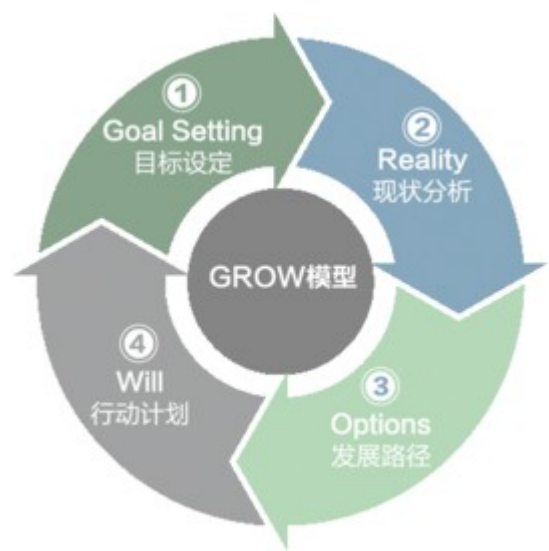 ①
Goal Setting
目标设定
②
Reality
现状分析
GROW模型
③
Options
发展路径
④
Will
行动计划